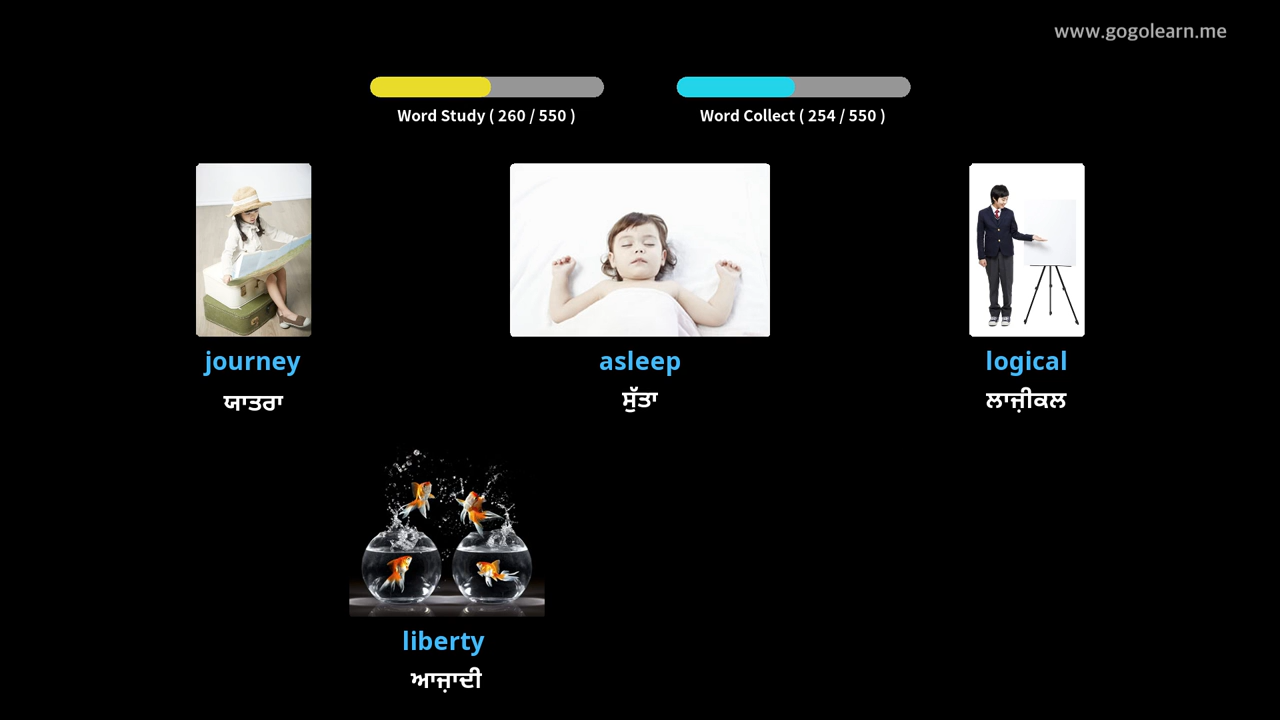 www.gogolearn.me
Word Study ( 260 / 550 )
Word Collect ( 254 / 550 )
journey
ਯਾਤਰਾ
asleep
ਸੁੱਤਾ
logical
ਲਾਜ਼ੀਕਲ
liberty
ਆਜ਼ਾਦੀ